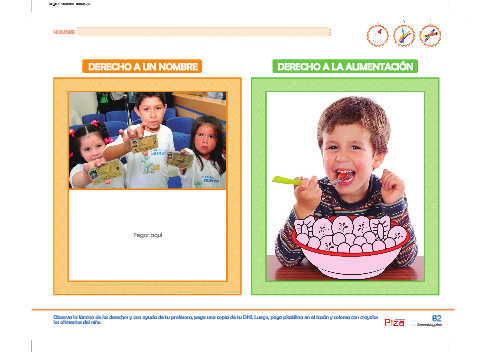 NOMBRE:
DERECHO A UN NOMBRE
DERECHO A LA ALIMENTACIÓN
Pegar aquí
Observa la lámina de los derechos y con ayuda de tu profesora, pega una copia de tu DNI. Luego, pega plastilina en el tazón y colorea con crayolas
los alimentos del niño.
Piza
82